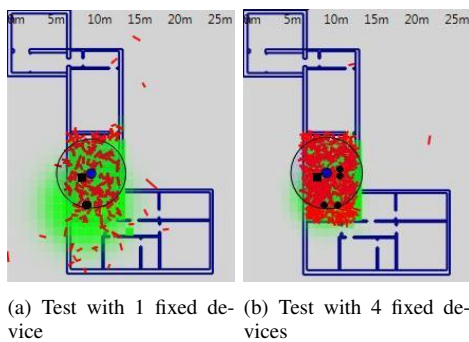 0m 5m 10m 15m 20m 25m
5m 10m 15m 20m 25m
(a) Test with 1 fixed de-
vice
(b) Test with 4 fixed de-
vices